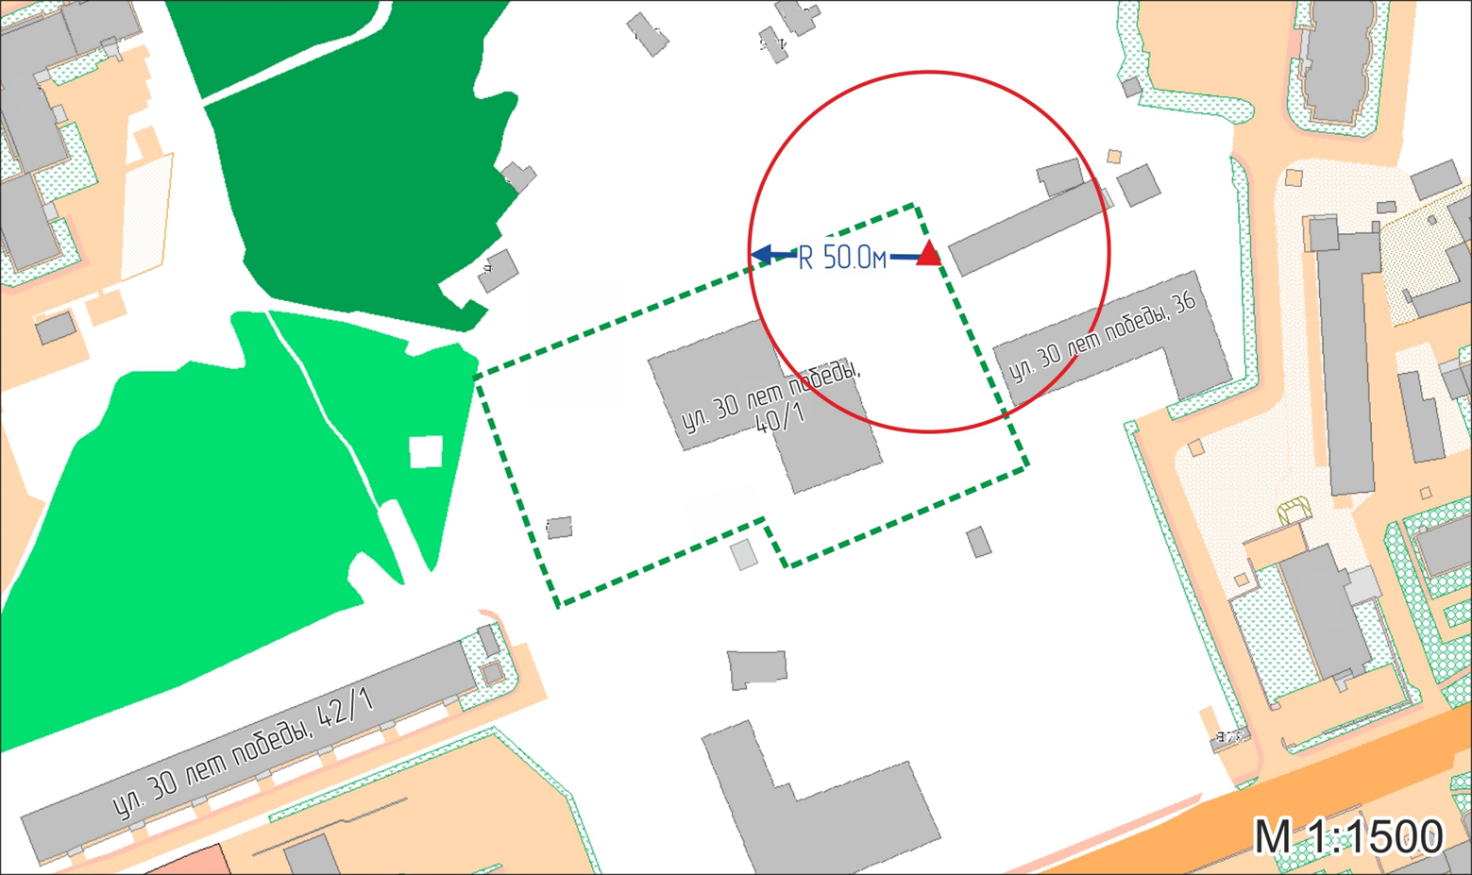 R 50.0м
ул. 30 лет победы, 36
ул. 30 лет победы,
40/1
ул. 30 лет победы, 42/1
М 1:1500